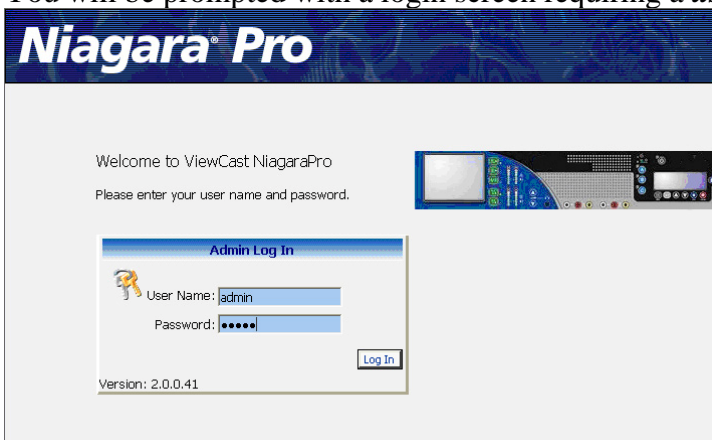 You will be prompted with a login screen requiring a
Niagara® Pro
Welcome to ViewCast NiagaraPro
Please enter your user name and password.
Admin Log In
User Name: admin
Password: •••••
Log In
Version: 2.0.0.41